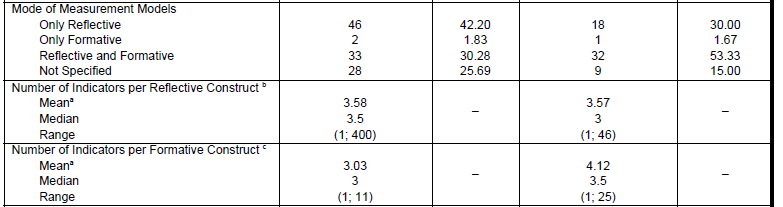 Mode of Measurement Models
Only Reflective 46 42.20 18 30.00
Only Formative 2 1.83 1 1.67
Reflective and Formative 33 30.28 32 53.33
Not Specified 28 25.69 9 15.00
Number of Indicators per Reflective Construct b
Meana 3.58 – 3.57 –
Median 3.5 3
Range (1; 400) (1; 46)
Number of Indicators per Formative Construct c
Meana 3.03 – 4.12 –
Median 3 3.5
Range (1; 11) (1; 25)